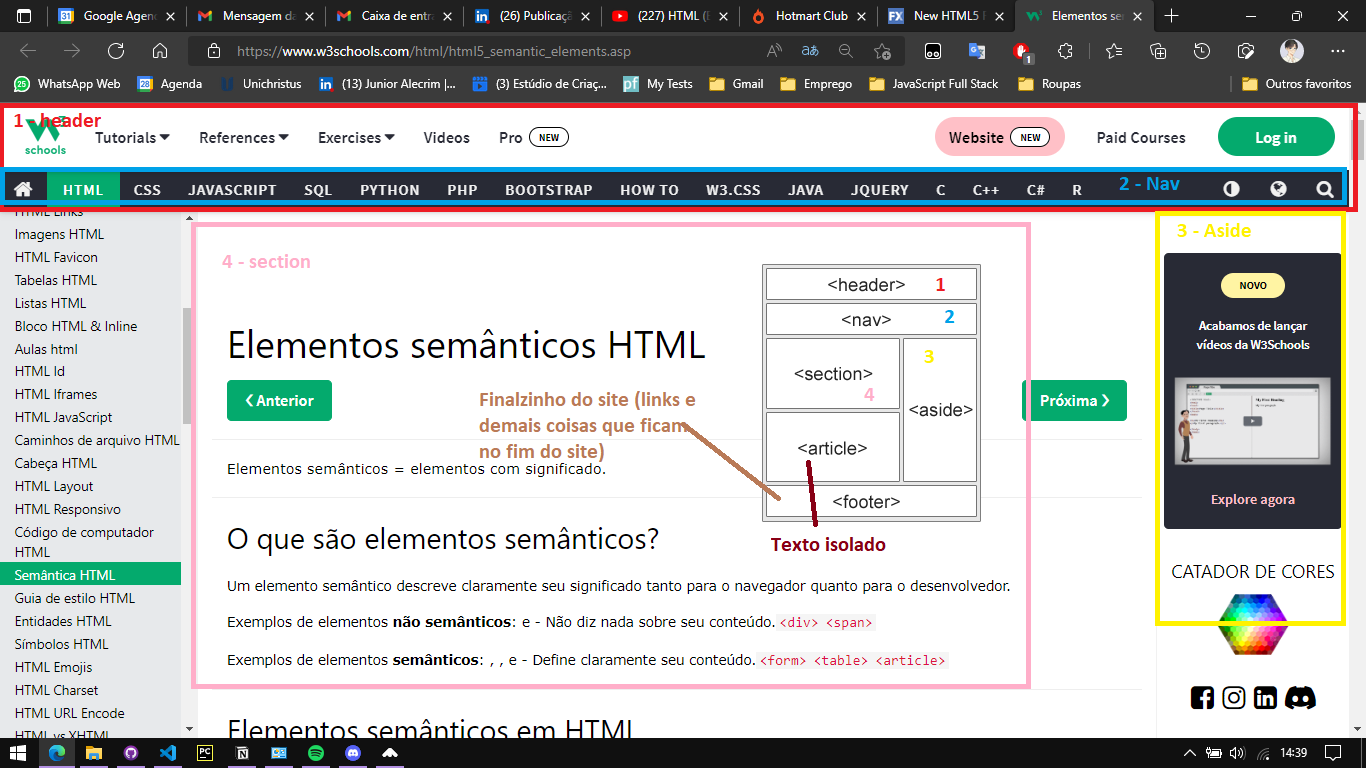 Google Agen
Mensagem da
Caixa de entra
(26) Publicaçã
(227) HTML (
Hotmart Club
New HTML5
Elementos se
https://www.w3schools.com/html/html5_semantic_elements.asp
1
WhatsApp Web
Agenda
Unichristus
(13) Junior Alecrim |...
(3) Estúdio de Criaç...
My Tests
Gmail
Emprego
JavaScript Full Stack
Roupas
Outros favoritos
1 - header
schools
Tutorials
References
Exercises
Videos
Pro NEW
Website NEW
Paid Courses
Log in
HTML
CSS
JAVASCRIPT
SQL
PYTHON
PHP
BOOTSTRAP
HOW TO
W3.CSS
JAVA
JQUERY
C
C++
C#
R
2 - Nav
HTML Links
Imagens HTML
HTML Favicon
Tabelas HTML
Listas HTML
Bloco HTML & Inline
Aulas html
HTML Id
HTML Iframes
HTML JavaScript
Caminhos de arquivo HTML
Cabeça HTML
HTML Layout
HTML Responsivo
Código de computador
HTML
Semântica HTML
Guia de estilo HTML
Entidades HTML
Símbolos HTML
HTML Emojis
HTML Charset
HTML URL Encode
HTML vs XHTML
4 - section
Elementos semânticos HTML
❮ Anterior
Próxima ❯
<header> 1
<nav> 2
<section>
4
3
<aside>
<article>
<footer>
Finalzinho do site (links e
demais coisas que ficam
no fim do site)
Texto isolado
Elementos semânticos = elementos com significado.
O que são elementos semânticos?
Um elemento semântico descreve claramente seu significado tanto para o navegador quanto para o desenvolvedor.
Exemplos de elementos não semânticos: e - Não diz nada sobre seu conteúdo. <div> <span>
Exemplos de elementos semânticos: , , e - Define claramente seu conteúdo. <form> <table> <article>
Elementos semânticos em HTML
3 - Aside
NOVO
Acabamos de lançar
vídeos da W3Schools
Explore agora
CATADOR DE CORES
14:39